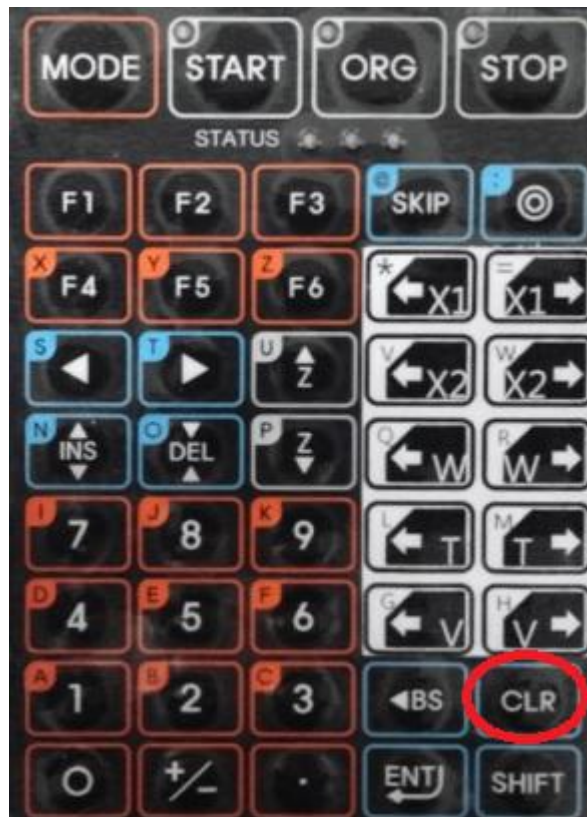 MODE START ORG STOP
STATUS
F1 F2 F3 @ SKIP : ◎
X F4 Y F5 Z F6 * ← X1 = X1 →
S ◀ T ▶ U ▲ Z V ← X2 W X2 →
N ▲ INS ▼ O ▼ DEL ▲ P Z ▼ Q ← W R W →
I 7 J 8 K 9 L ← T M T →
D 4 E 5 F 6 G ← V H V →
A 1 B 2 C 3 ◀BS CLR
O +/- . ENT SHIFT